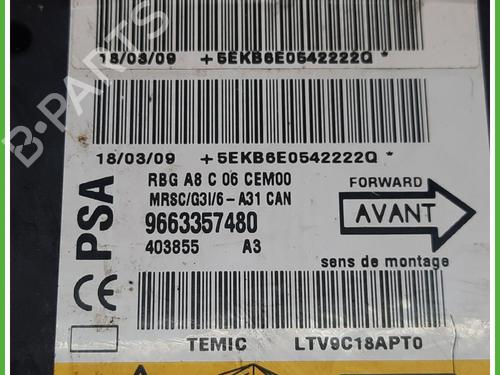 18/03/09 +5EKB6E0542222Q *
18/03/09 +5EKB6E0542222Q *
RBG A8 C 06 CEM00
MRSC/G3I/6-A31 CAN
9663357480
403855 A3
FORWARD
AVANT
sens de montage
PSA
CE
TEMIC LTV9C18APT0
B-PARTS